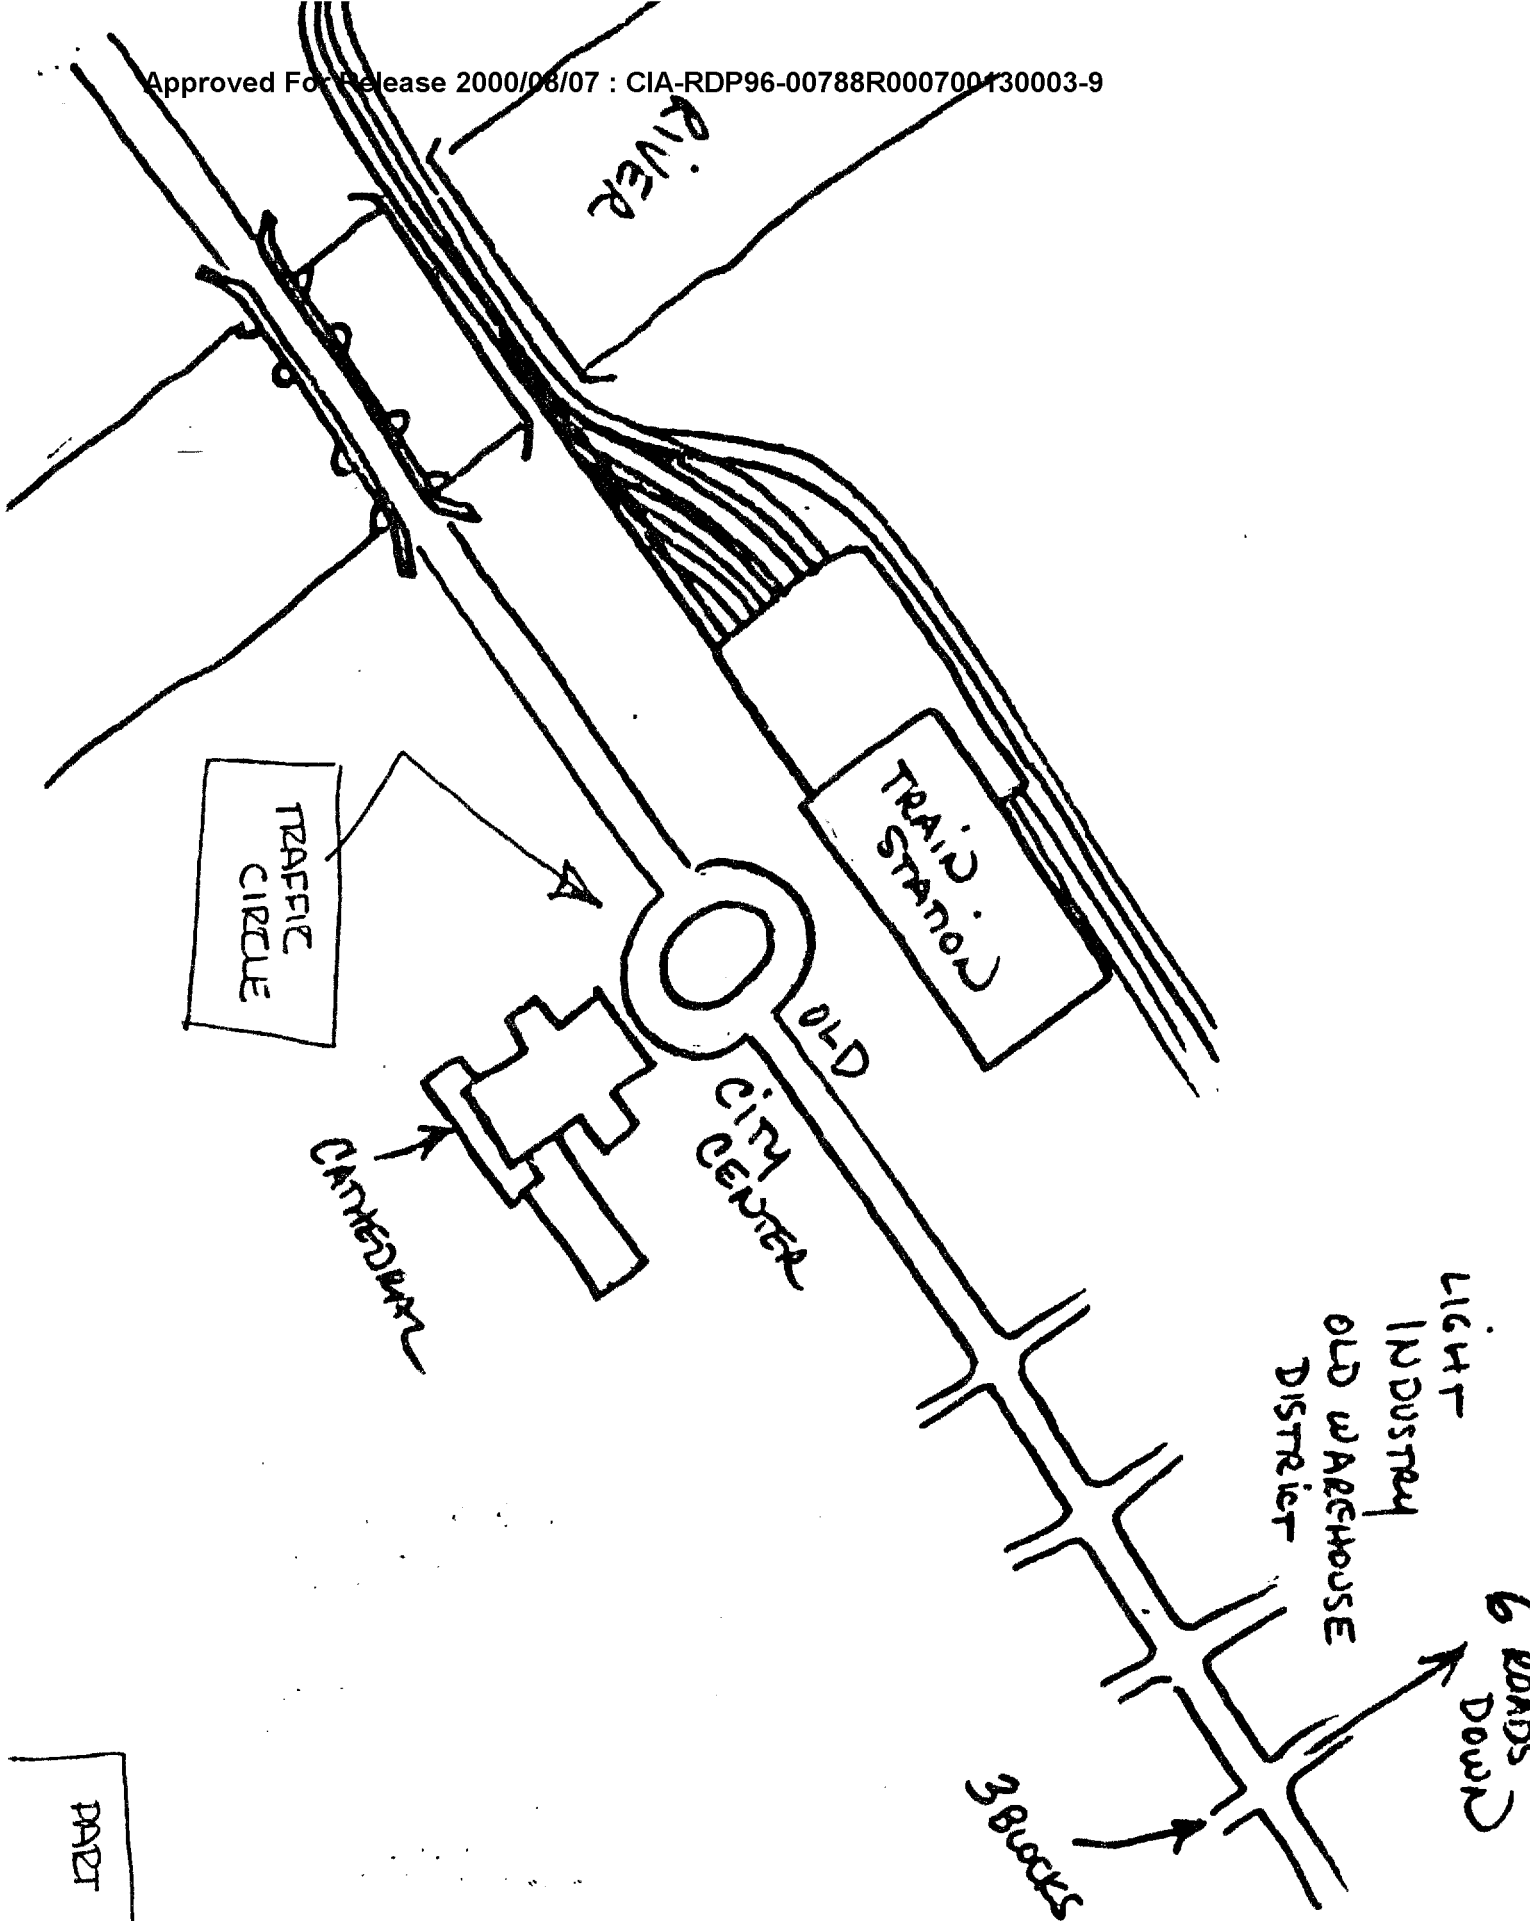 Approved For Release 2000/08/07 : CIA-RDP96-00788R000700130003-9
RIVER
TRAIN
STATION
TRAFFIC
CIRCLE
OLD
CITY
CENTER
CATHEDRAL
LIGHT
INDUSTRY
OLD WAREHOUSE
DISTRICT
6 ROADS
DOWN
3 BLOCKS
PART